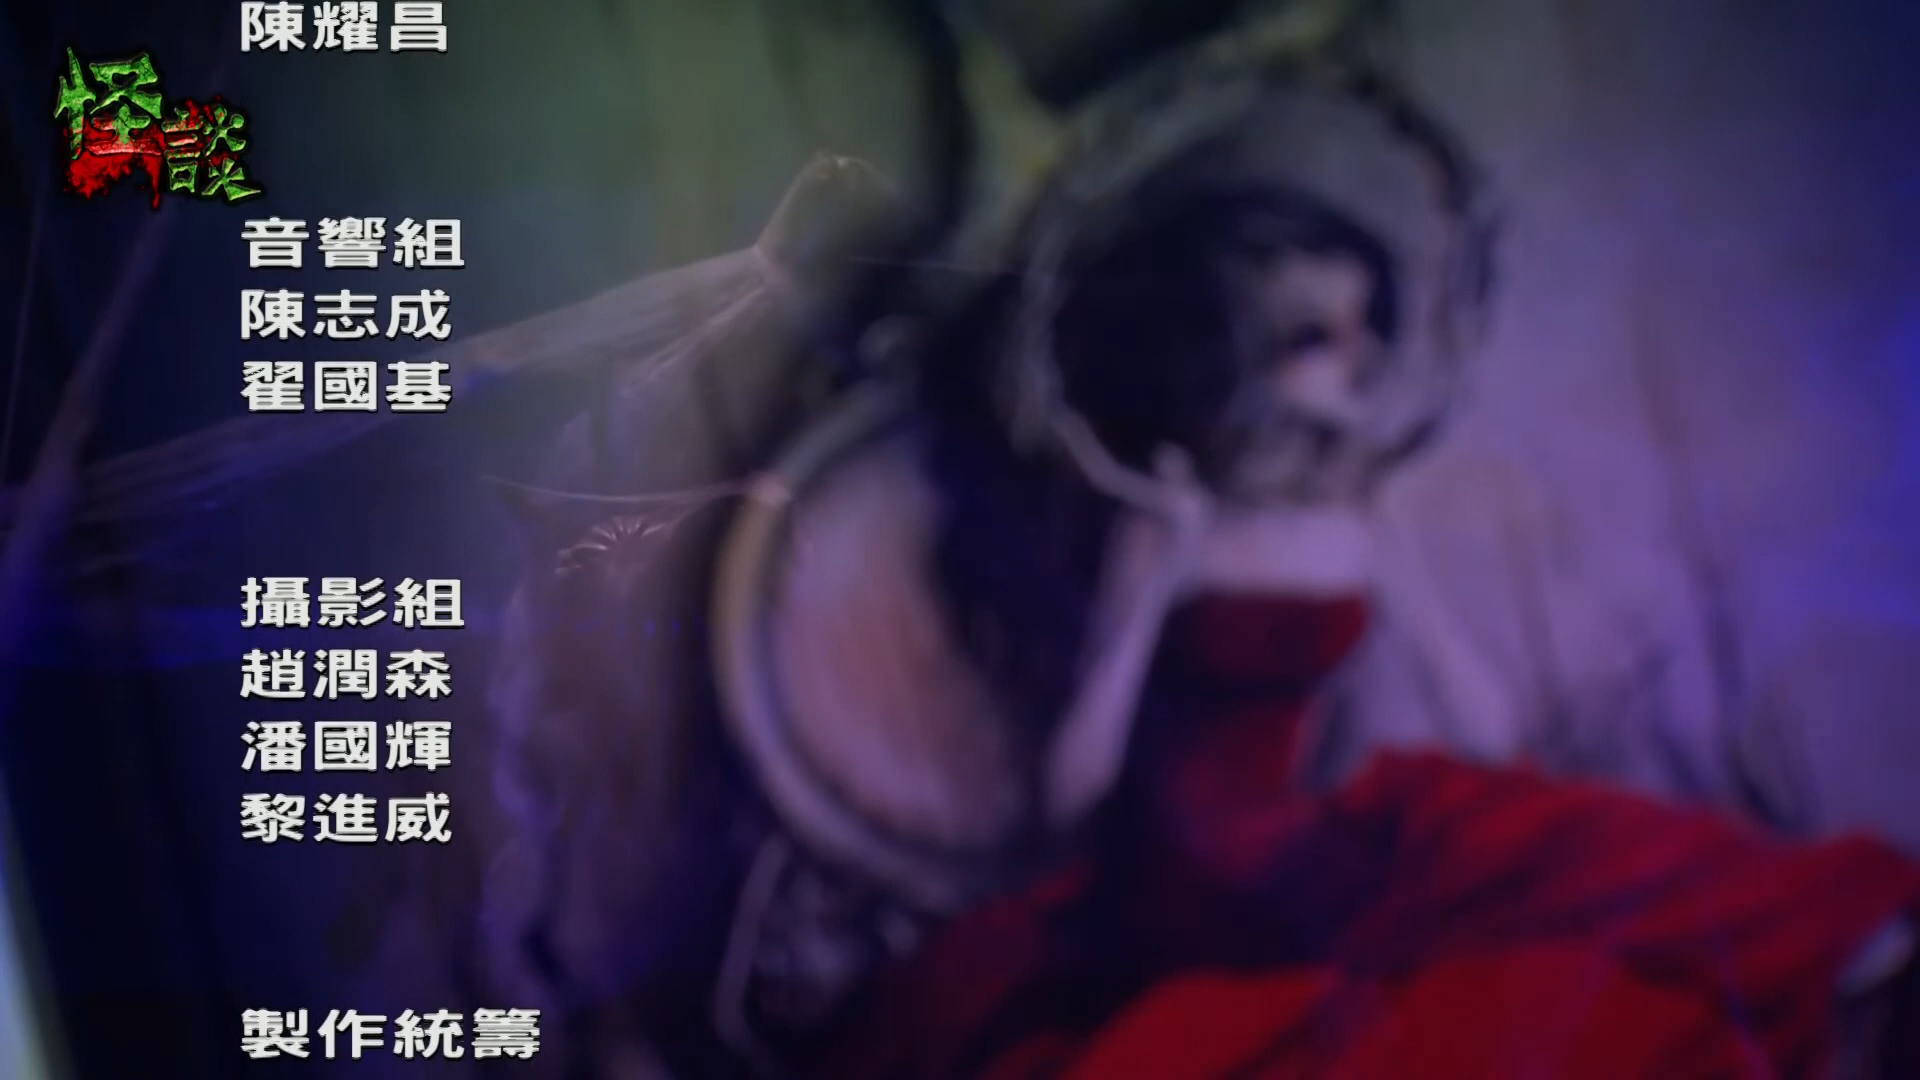 陳耀昌
怪談
音響組
陳志成
翟國基
攝影組
趙潤森
潘國輝
黎進威
製作統籌